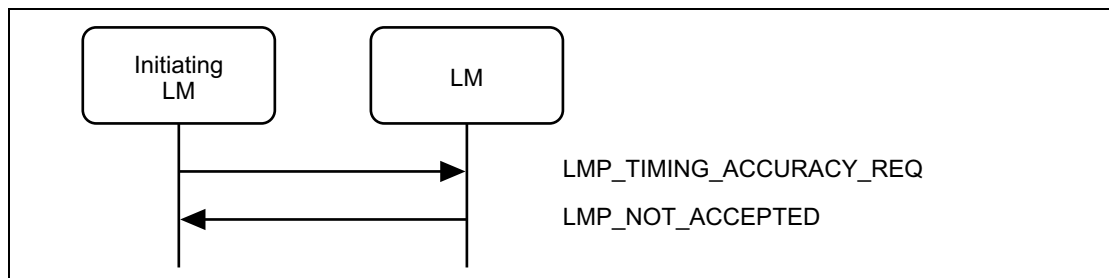 Initiating
LM
LM
LMP_TIMING_ACCURACY_REQ
LMP_NOT_ACCEPTED